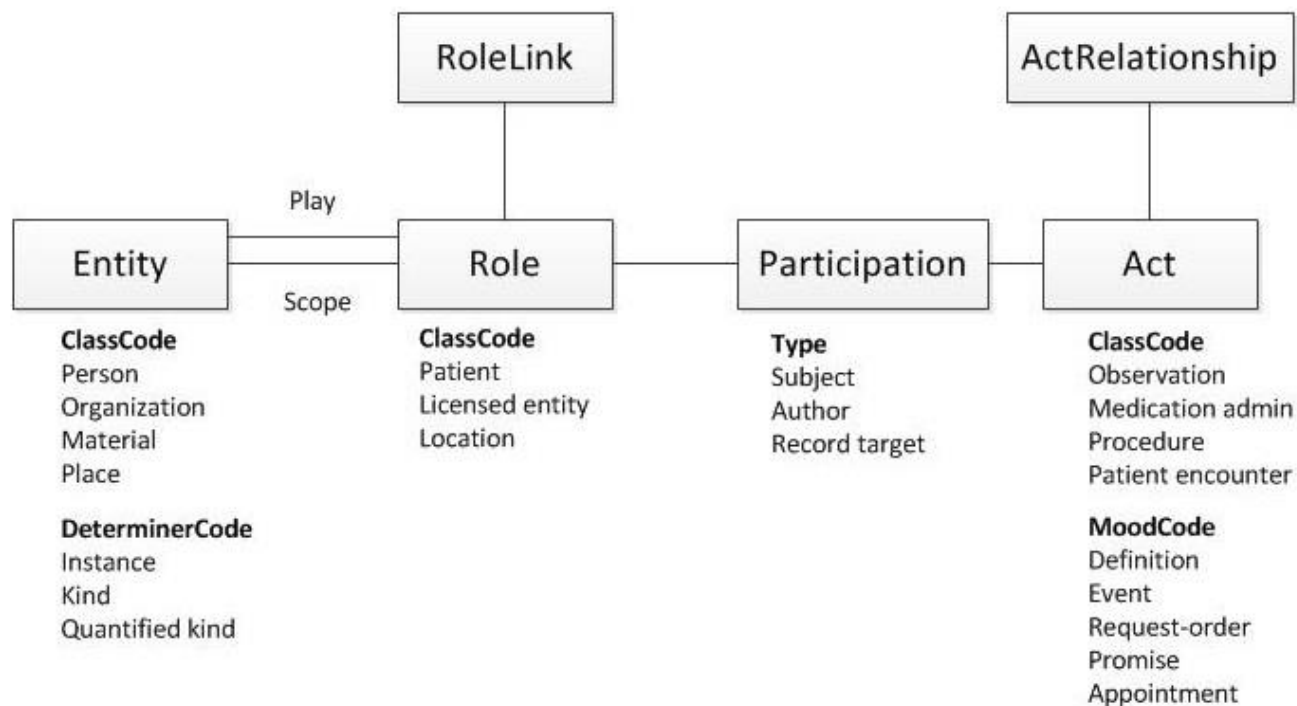 RoleLink
ActRelationship
Play
Entity
Role
Participation
Act
Scope
ClassCode
Person
Organization
Material
Place
DeterminerCode
Instance
Kind
Quantified kind
ClassCode
Patient
Licensed entity
Location
Type
Subject
Author
Record target
ClassCode
Observation
Medication admin
Procedure
Patient encounter
MoodCode
Definition
Event
Request-order
Promise
Appointment